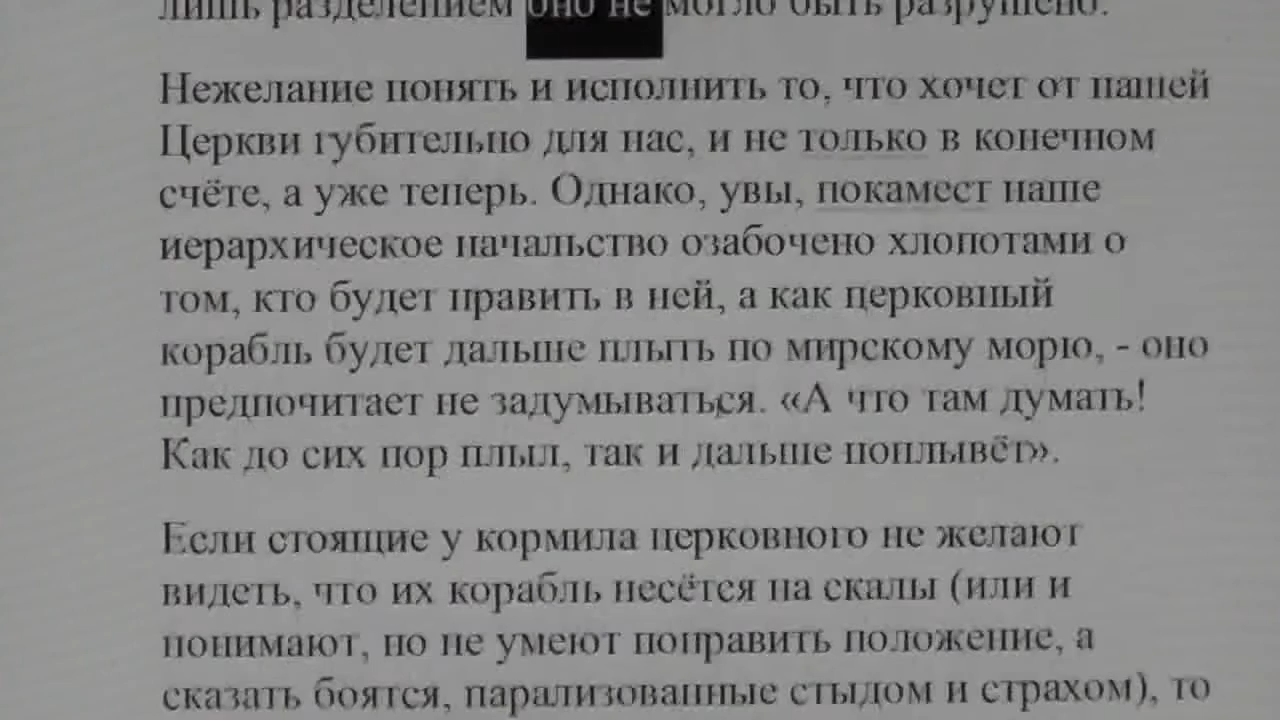 лишь разделением оно не могло быть разрушено.
Нежелание понять и исполнить то, что хочет от нашей
Церкви губительно для нас, и не только в конечном
счёте, а уже теперь. Однако, увы, покамест наше
иерархическое начальство озабочено хлопотами о
том, кто будет править в ней, а как церковный
корабль будет дальше плыть по мирскому морю, - оно
предпочитает не задумываться. «А что там думать!
Как до сих пор плыл, так и дальше поплывёт».
Если стоящие у кормила церковного не желают
видеть, что их корабль несётся на скалы (или и
понимают, но не умеют поправить положение, а
сказать боятся, парализованные стыдом и страхом), то